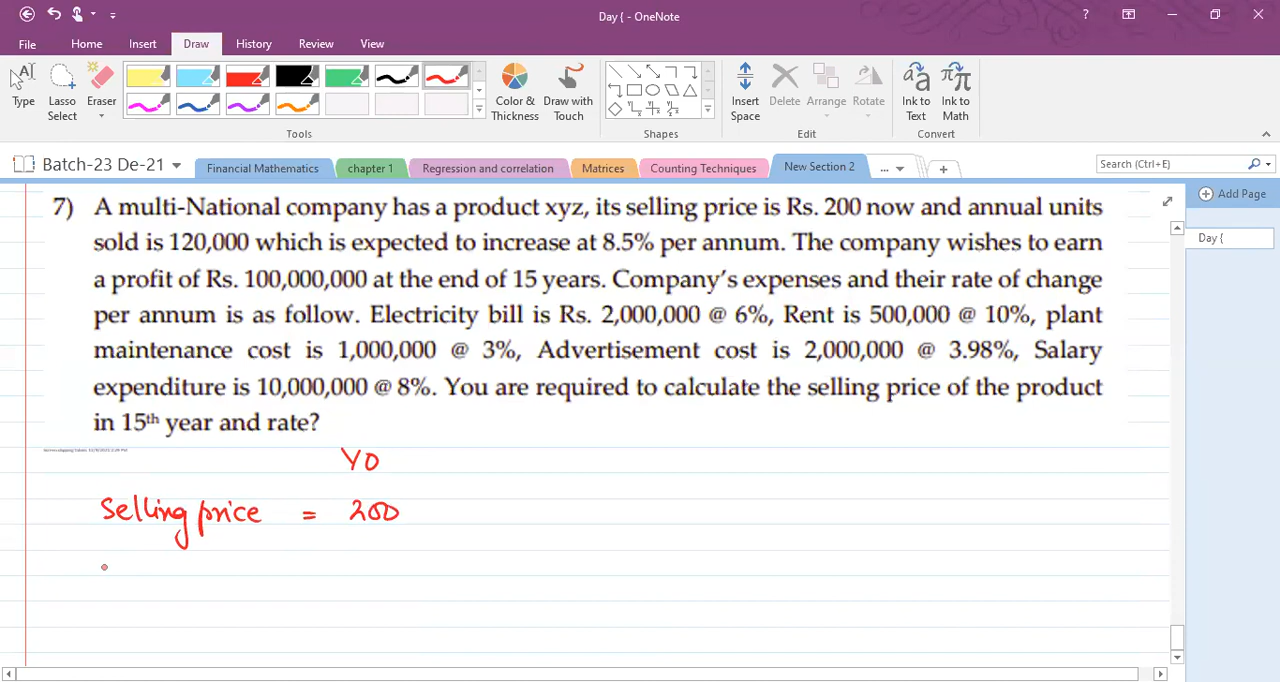 Day { - OneNote
?
File Home Insert Draw History Review View
Type Lasso Select Eraser Color & Thickness Draw with Touch Insert Space Delete Arrange Rotate Ink to Text Ink to Math
Tools Shapes Edit Convert
Batch-23 De-21 Financial Mathematics chapter 1 Regression and correlation Matrices Counting Techniques New Section 2 ... + Search (Ctrl+E)
Add Page
Day {
7) A multi-National company has a product xyz, its selling price is Rs. 200 now and annual units
sold is 120,000 which is expected to increase at 8.5% per annum. The company wishes to earn
a profit of Rs. 100,000,000 at the end of 15 years. Company's expenses and their rate of change
per annum is as follow. Electricity bill is Rs. 2,000,000 @ 6%, Rent is 500,000 @ 10%, plant
maintenance cost is 1,000,000 @ 3%, Advertisement cost is 2,000,000 @ 3.98%, Salary
expenditure is 10,000,000 @ 8%. You are required to calculate the selling price of the product
in 15th year and rate?
Y0
Selling price = 200